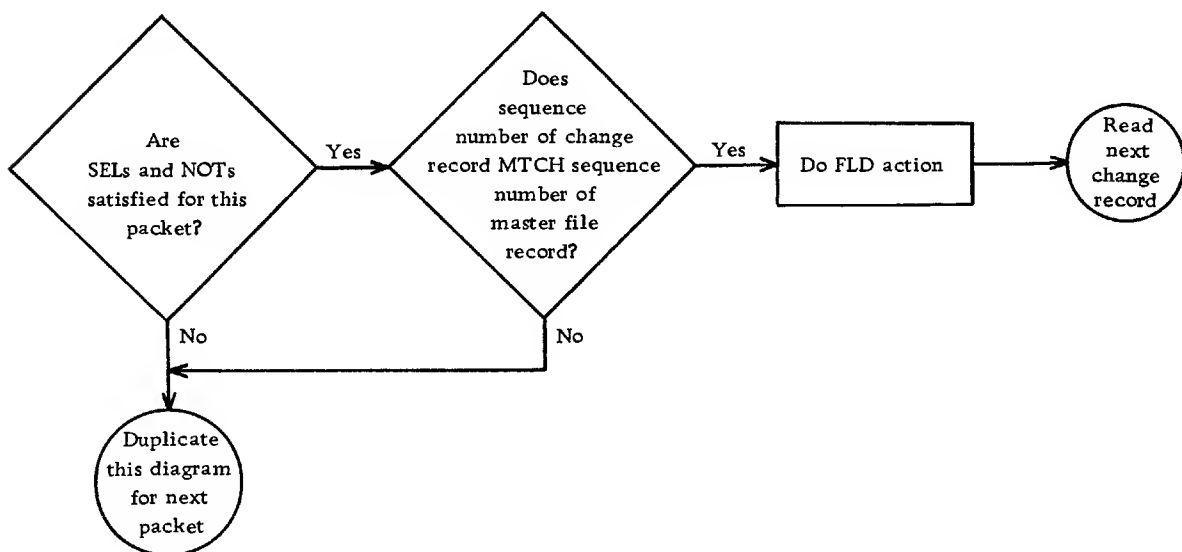 Are
SELs and NOTs
satisfied for this
packet?
Yes
Does
sequence
number of change
record MTCH sequence
number of
master file
record?
Yes
Do FLD action
Read
next
change
record
No
No
Duplicate
this diagram
for next
packet